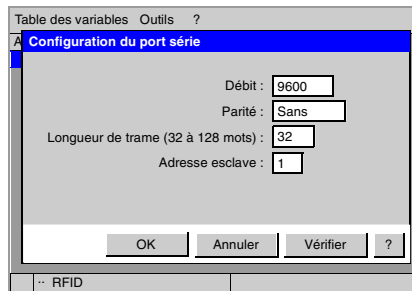 Table des variables Outils ?
A
Configuration du port série
Débit : 9600
Parité : Sans
Longueur de trame (32 à 128 mots) : 32
Adresse esclave : 1
OK Annuler Vérifier ?
·· RFID